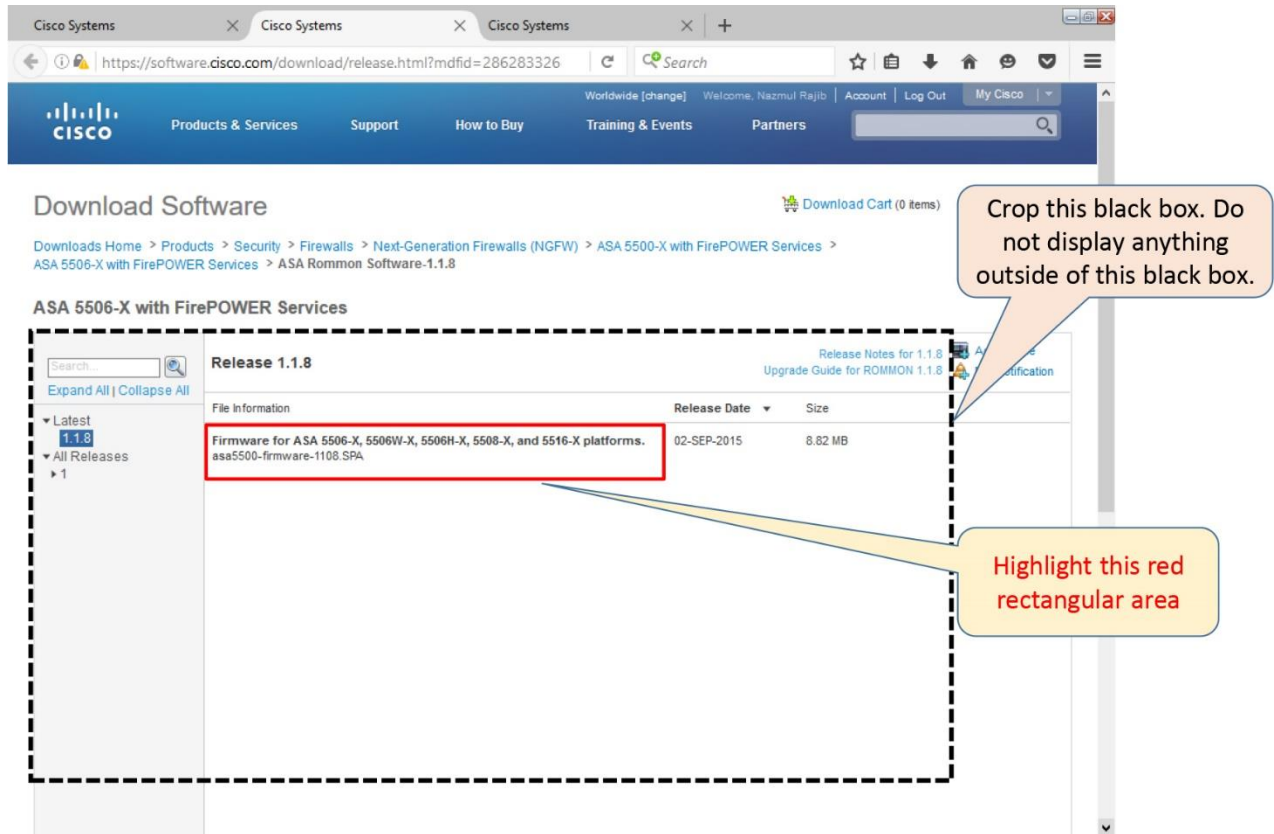 Cisco Systems
Cisco Systems
Cisco Systems
https://software.cisco.com/download/release.html?mdfid=286283326
Search
Worldwide [change] Welcome, Nazmul Rajib | Account | Log Out My Cisco
CISCO
Products & Services Support How to Buy Training & Events Partners
Download Software
Download Cart (0 items)
Downloads Home > Products > Security > Firewalls > Next-Generation Firewalls (NGFW) > ASA 5500-X with FirePOWER Services >
ASA 5506-X with FirePOWER Services > ASA Rommon Software-1.1.8
Crop this black box. Do
not display anything
outside of this black box.
ASA 5506-X with FirePOWER Services
Search...
Expand All | Collapse All
Latest
1.1.8
All Releases
1
Release 1.1.8
Release Notes for 1.1.8
Upgrade Guide for ROMMON 1.1.8
File Information Release Date Size
Firmware for ASA 5506-X, 5506W-X, 5506H-X, 5508-X, and 5516-X platforms. 02-SEP-2015 8.82 MB
asa5500-firmware-1108.SPA
Highlight this red
rectangular area